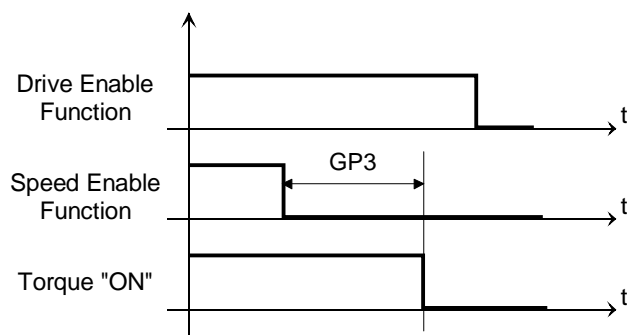 Drive Enable
Function
t
GP3
Speed Enable
Function
t
Torque "ON"
t